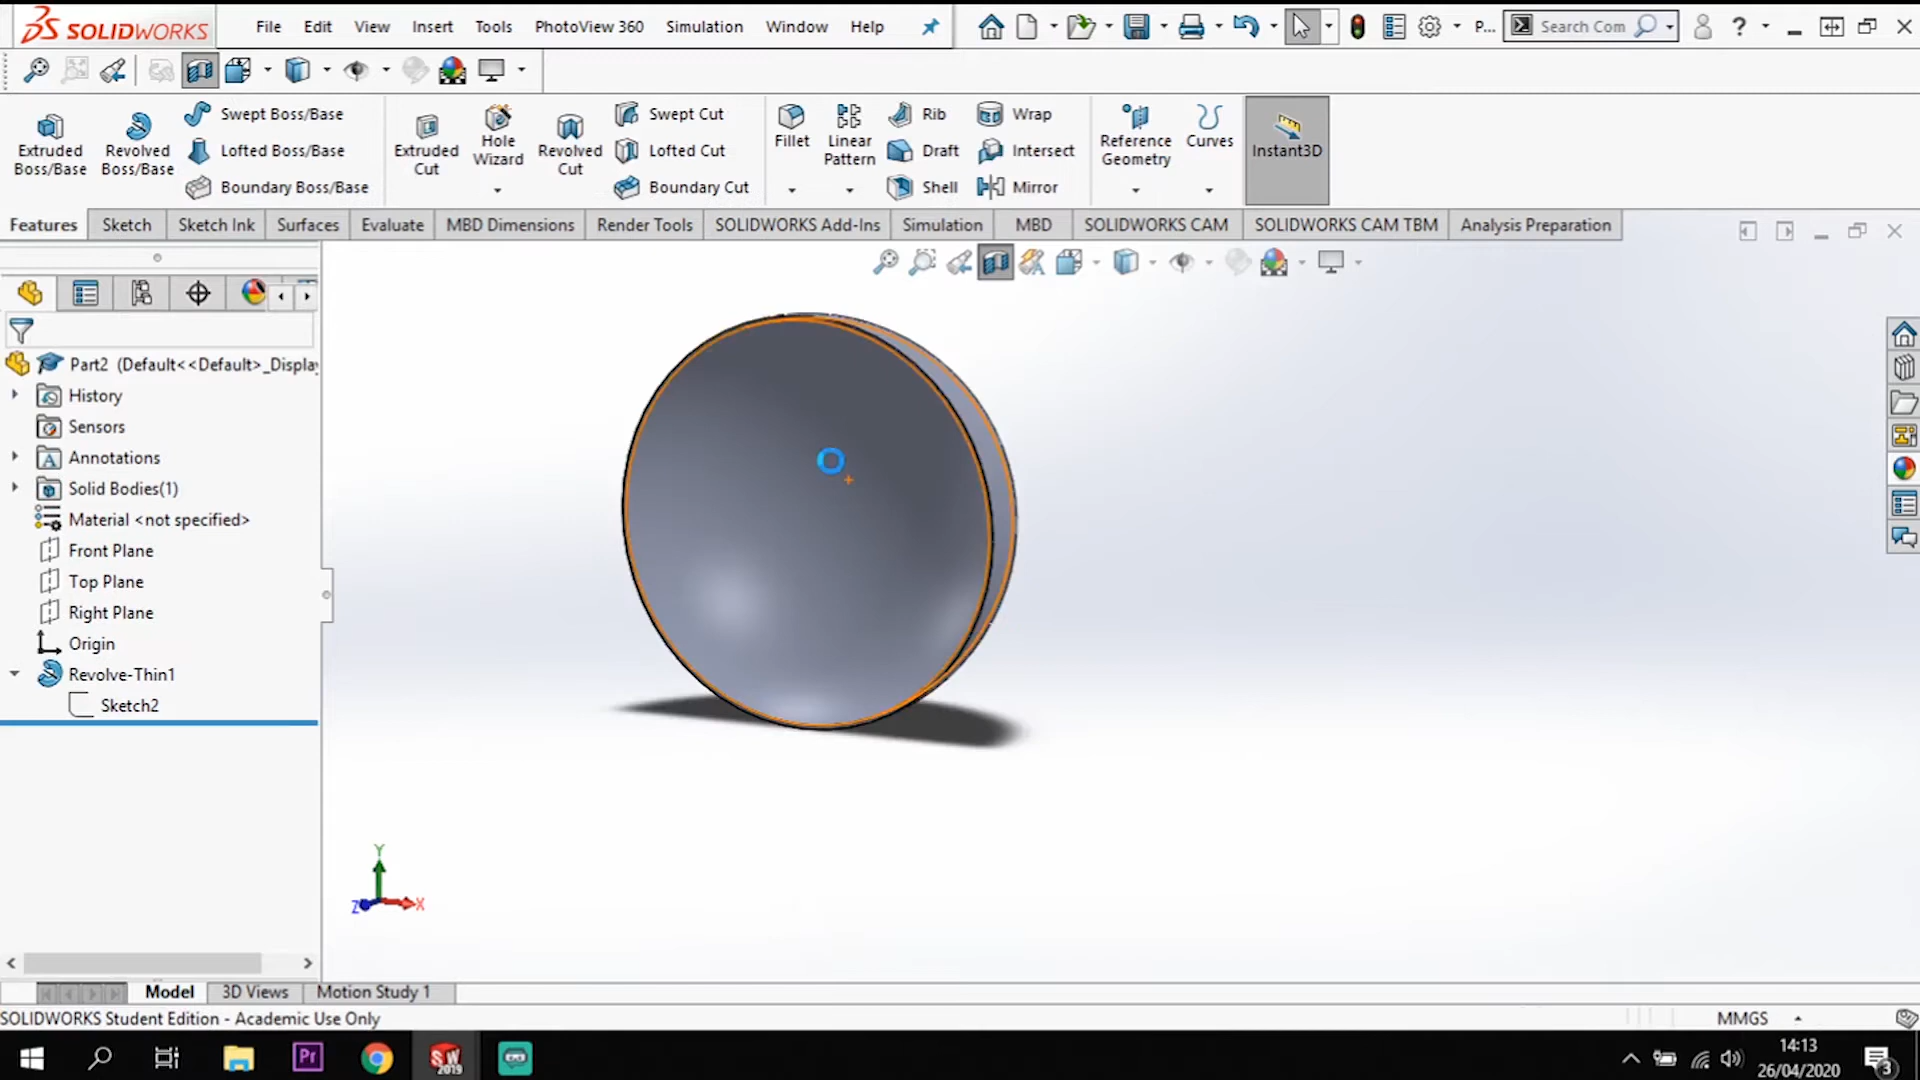 SOLIDWORKS File Edit View Insert Tools PhotoView 360 Simulation Window Help P... Search Com ?
Extruded Boss/Base
Revolved Boss/Base
Swept Boss/Base
Lofted Boss/Base
Boundary Boss/Base
Extruded Cut
Hole Wizard
Revolved Cut
Swept Cut
Lofted Cut
Boundary Cut
Fillet
Linear Pattern
Rib
Draft
Shell
Wrap
Intersect
Mirror
Reference Geometry
Curves
Instant3D
Features Sketch Sketch Ink Surfaces Evaluate MBD Dimensions Render Tools SOLIDWORKS Add-Ins Simulation MBD SOLIDWORKS CAM SOLIDWORKS CAM TBM Analysis Preparation
Part2 (Default<<Default>_Displa
History
Sensors
Annotations
Solid Bodies(1)
Material <not specified>
Front Plane
Top Plane
Right Plane
Origin
Revolve-Thin1
Sketch2
Y
Z X
Model 3D Views Motion Study 1
SOLIDWORKS Student Edition - Academic Use Only MMGS
Pr SW 2019 14:13
26/04/2020 3